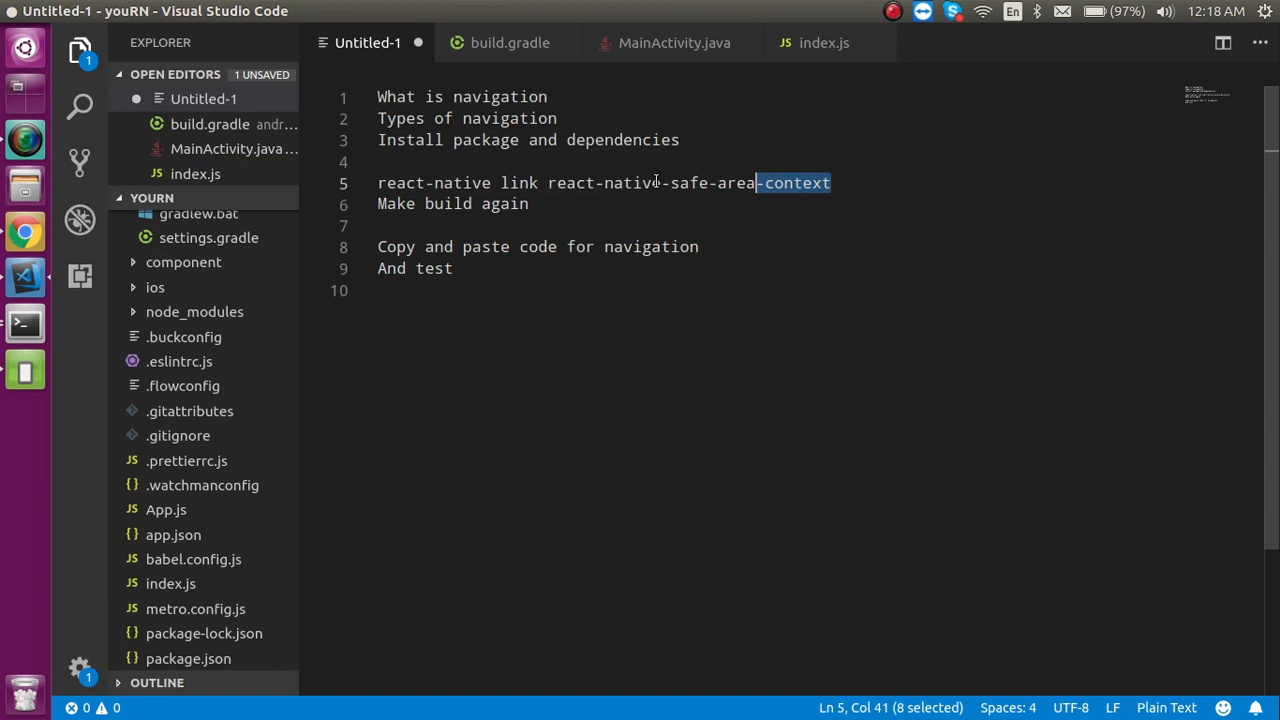 Untitled-1 - youRN - Visual Studio Code
En
(97%)
12:18 AM
EXPLORER
Untitled-1
build.gradle
MainActivity.java
index.js
1
OPEN EDITORS
1 UNSAVED
Untitled-1
build.gradle andr...
MainActivity.java ...
index.js
YOURN
gradlew.bat
settings.gradle
component
ios
node_modules
.buckconfig
.eslintrc.js
.flowconfig
.gitattributes
.gitignore
.prettierrc.js
.watchmanconfig
App.js
app.json
babel.config.js
index.js
metro.config.js
package-lock.json
package.json
OUTLINE
1
1 What is navigation
2 Types of navigation
3 Install package and dependencies
4
5 react-native link react-native-safe-area-context
6 Make build again
7
8 Copy and paste code for navigation
9 And test
10
0 0
Ln 5, Col 41 (8 selected)
Spaces: 4
UTF-8
LF
Plain Text